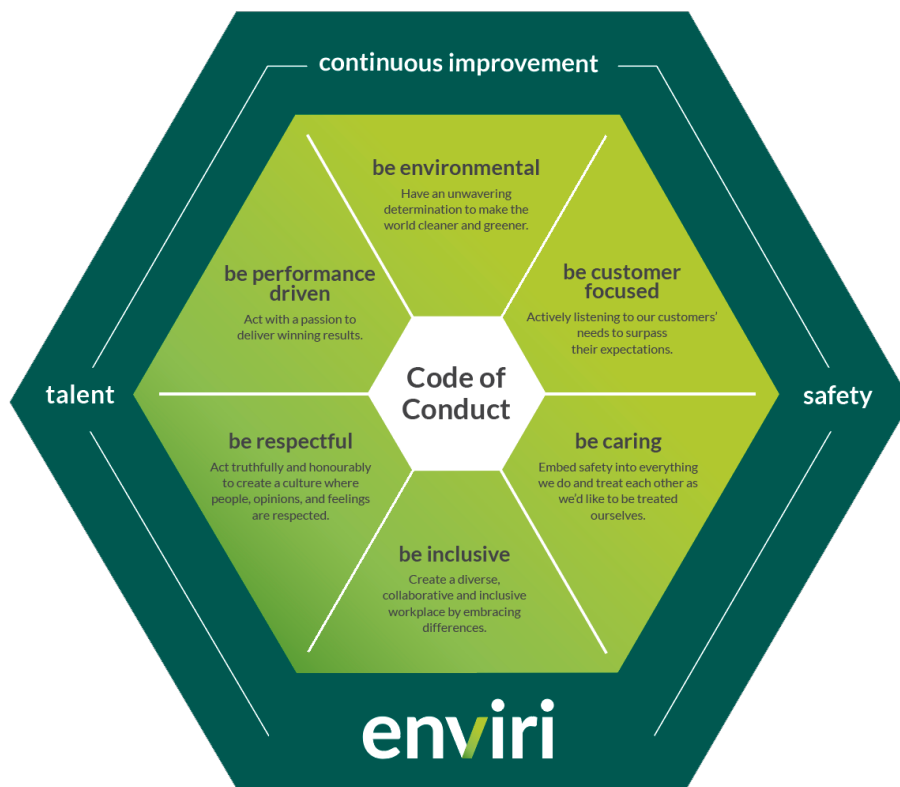 continuous improvement
be environmental
Have an unwavering
determination to make the
world cleaner and greener.
be performance
driven
Act with a passion to
deliver winning results.
be customer
focused
Actively listening to our customers’
needs to surpass
their expectations.
Code of
Conduct
talent
safety
be respectful
Act truthfully and honourably
to create a culture where
people, opinions, and feelings
are respected.
be caring
Embed safety into everything
we do and treat each other as
we’d like to be treated
ourselves.
be inclusive
Create a diverse,
collaborative and inclusive
workplace by embracing
differences.
enviri